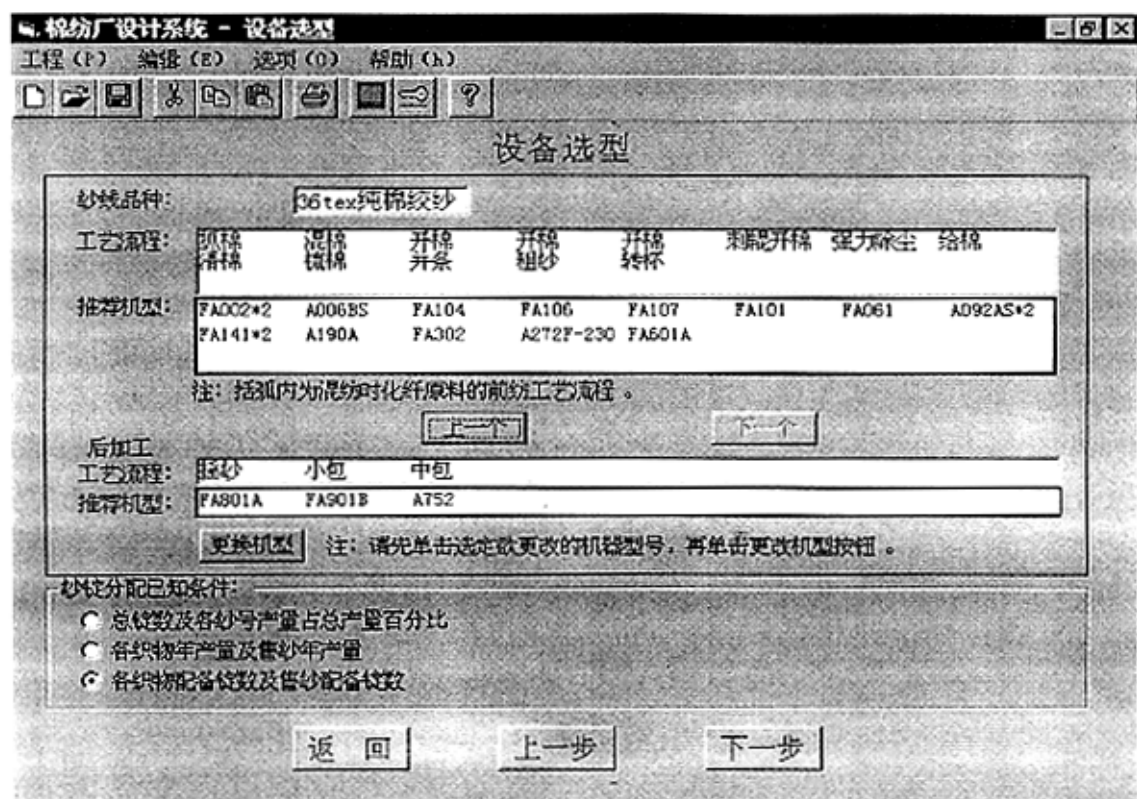 棉纺厂设计系统 - 设备选型
工程(P) 编辑(E) 选项(O) 帮助(h)
设备选型
纱线品种: 36tex纯棉绞纱
工艺流程: 抓棉 混棉 开棉 开棉 开棉 刺辊开棉 强力除尘 给棉
清棉 梳棉 并条 粗纱 转杯
推荐机型: FA002*2 A006BS FA104 FA106 FA107 FA101 FA061 A092AS*2
FA141*2 A190A FA302 A272F-230 FA601A
注: 括弧内为混纺时化纤原料的前纺工艺流程 。
上一个 下一个
后加工
工艺流程: 摇纱 小包 中包
推荐机型: FA801A FA901B A752
更换机型 注: 请先单击选定欲更改的机器型号, 再单击更改机型按钮 。
纱锭分配已知条件:
总锭数及各纱号产量占总产量百分比
各织物年产量及售纱年产量
各织物配备锭数及售纱配备锭数
返 回 上一步 下一步